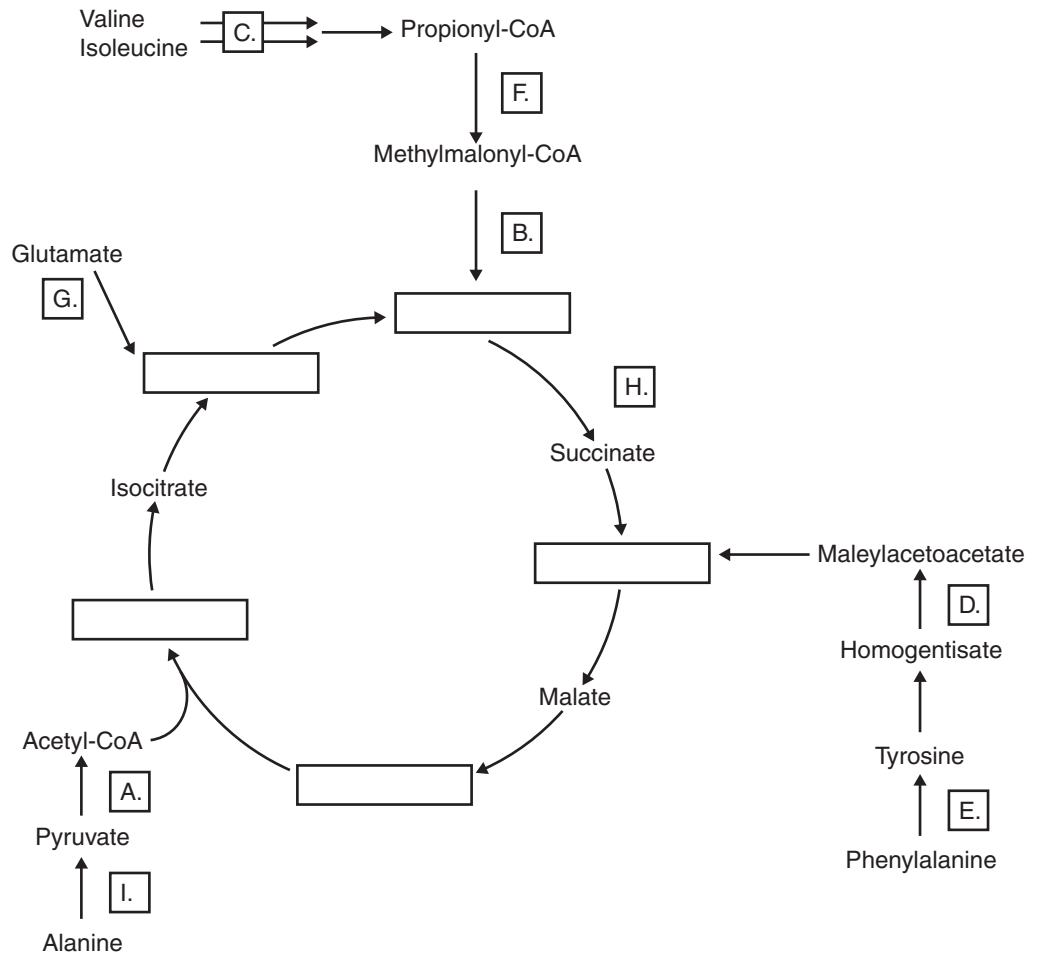 Valine
Isoleucine
C.
Propionyl-CoA
F.
Methylmalonyl-CoA
B.
Glutamate
G.
H.
Succinate
Isocitrate
Maleylacetoacetate
D.
Homogentisate
Malate
Acetyl-CoA
Tyrosine
A.
E.
Pyruvate
Phenylalanine
I.
Alanine